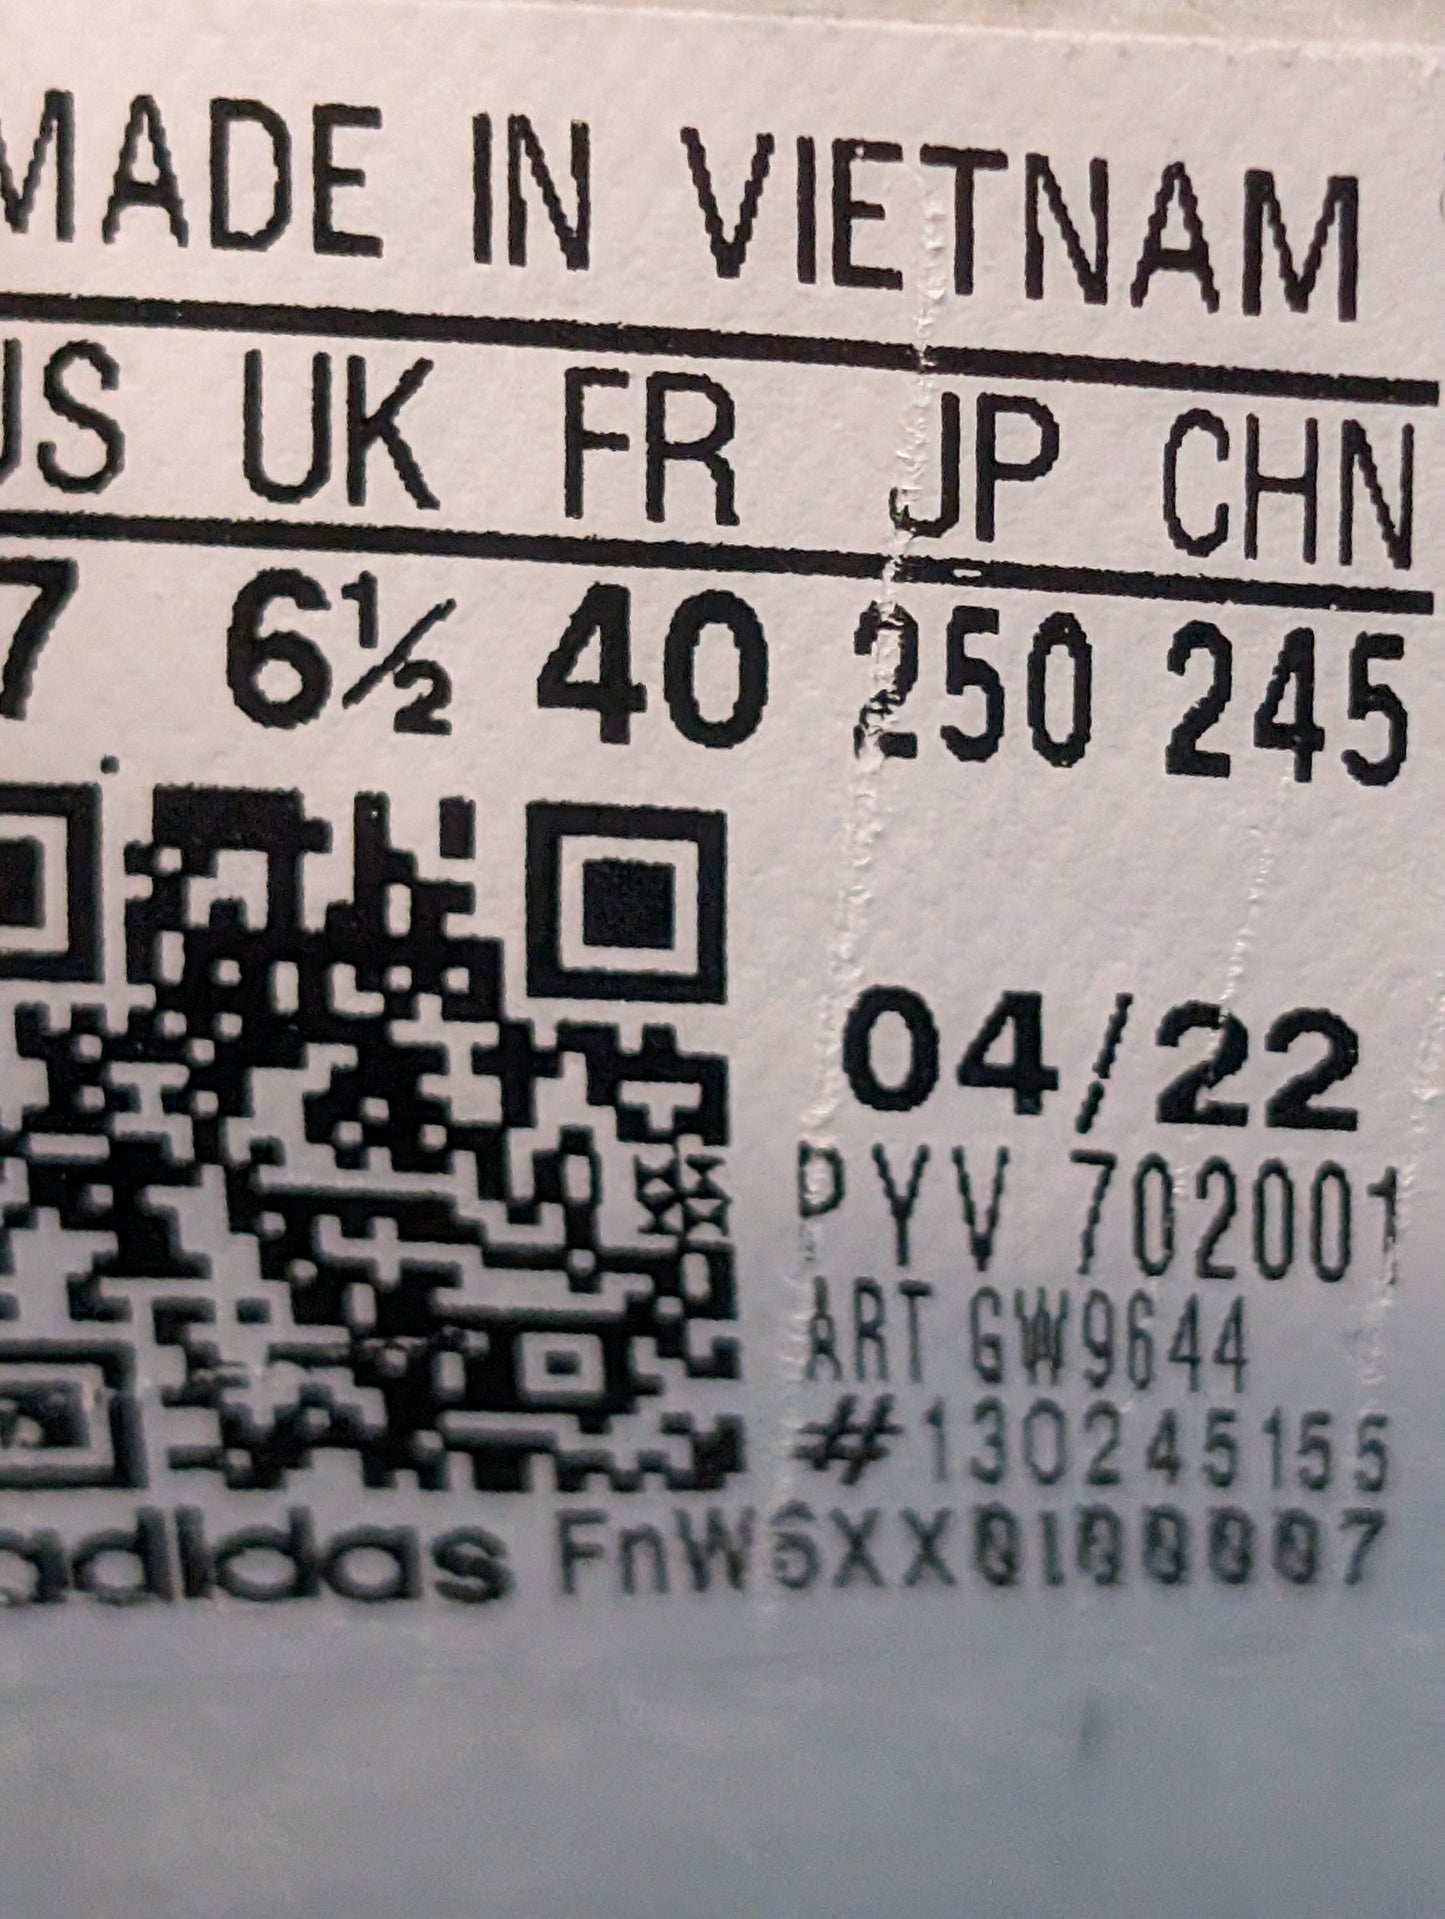 MADE IN VIETNAM
US UK FR JP CHN
7 6½ 40 250 245
04/22
PYV 702001
ART GW9644
#130245155
adidas FnW6XX0100007